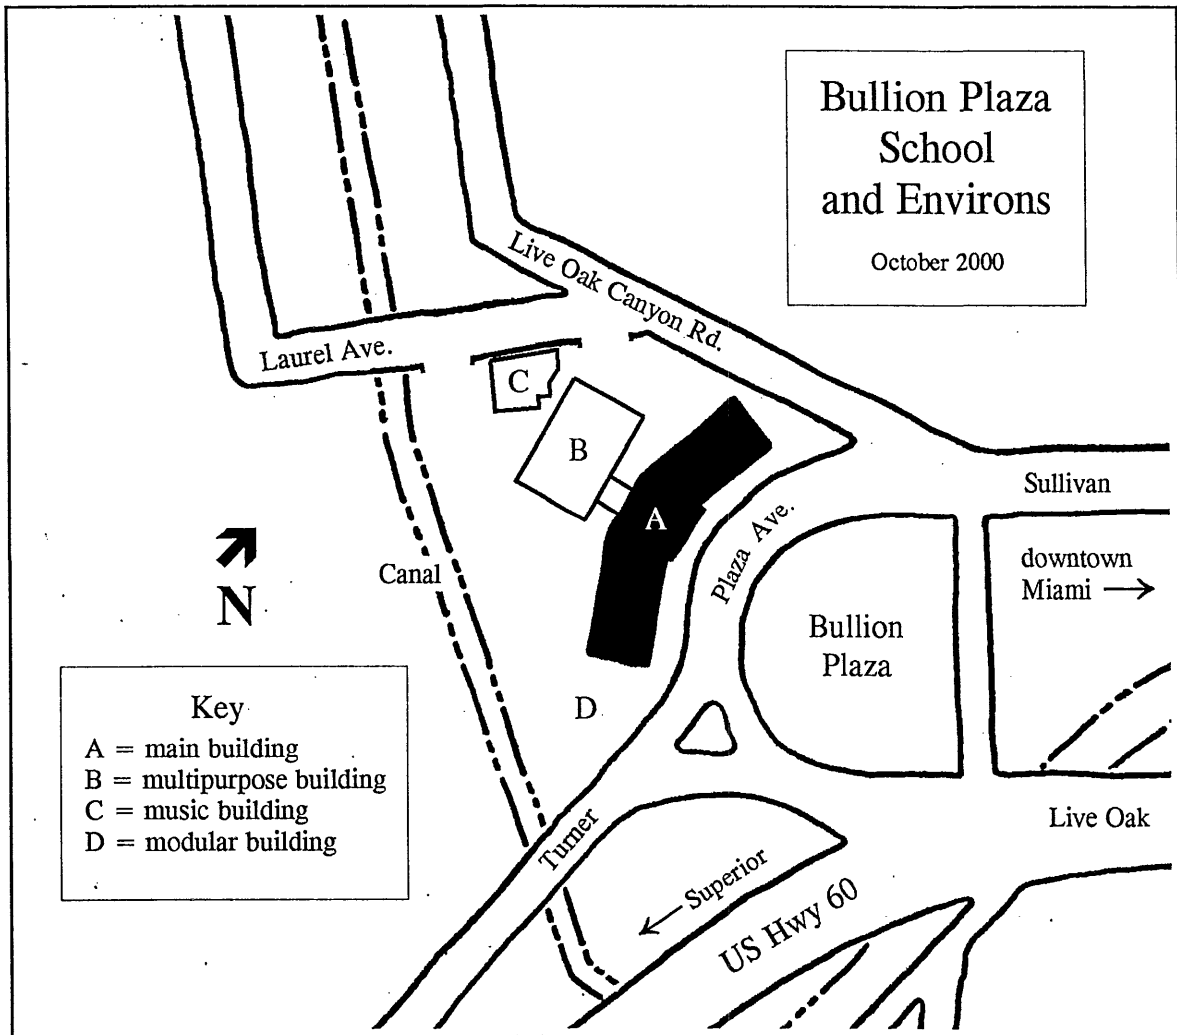 Bullion Plaza
School
and Environs
October 2000
Live Oak Canyon Rd.
Laurel Ave.
C
B
A
Sullivan
Plaza Ave.
downtown
Miami
Canal
N
Bullion
Plaza
D
Key
A = main building
B = multipurpose building
C = music building
D = modular building
Turner
Live Oak
Superior
US Hwy 60